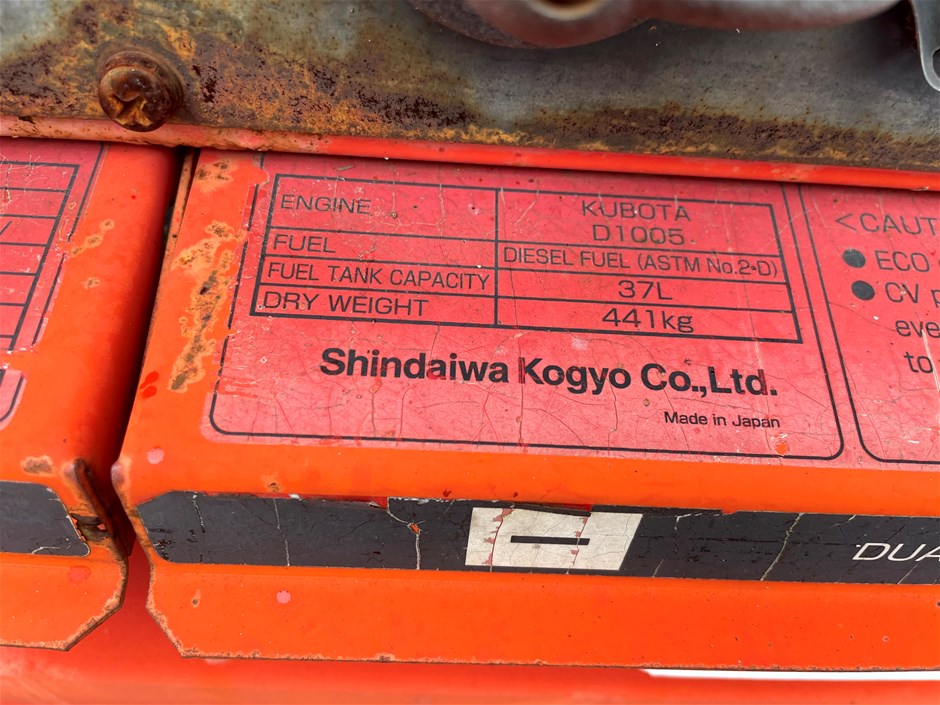 ENGINE KUBOTA
D1005
FUEL DIESEL FUEL (ASTM No.2-D)
FUEL TANK CAPACITY 37L
DRY WEIGHT 441kg
Shindaiwa Kogyo Co.,Ltd.
Made in Japan
<CAUT
● ECO
● CV p
eve
to
DUA